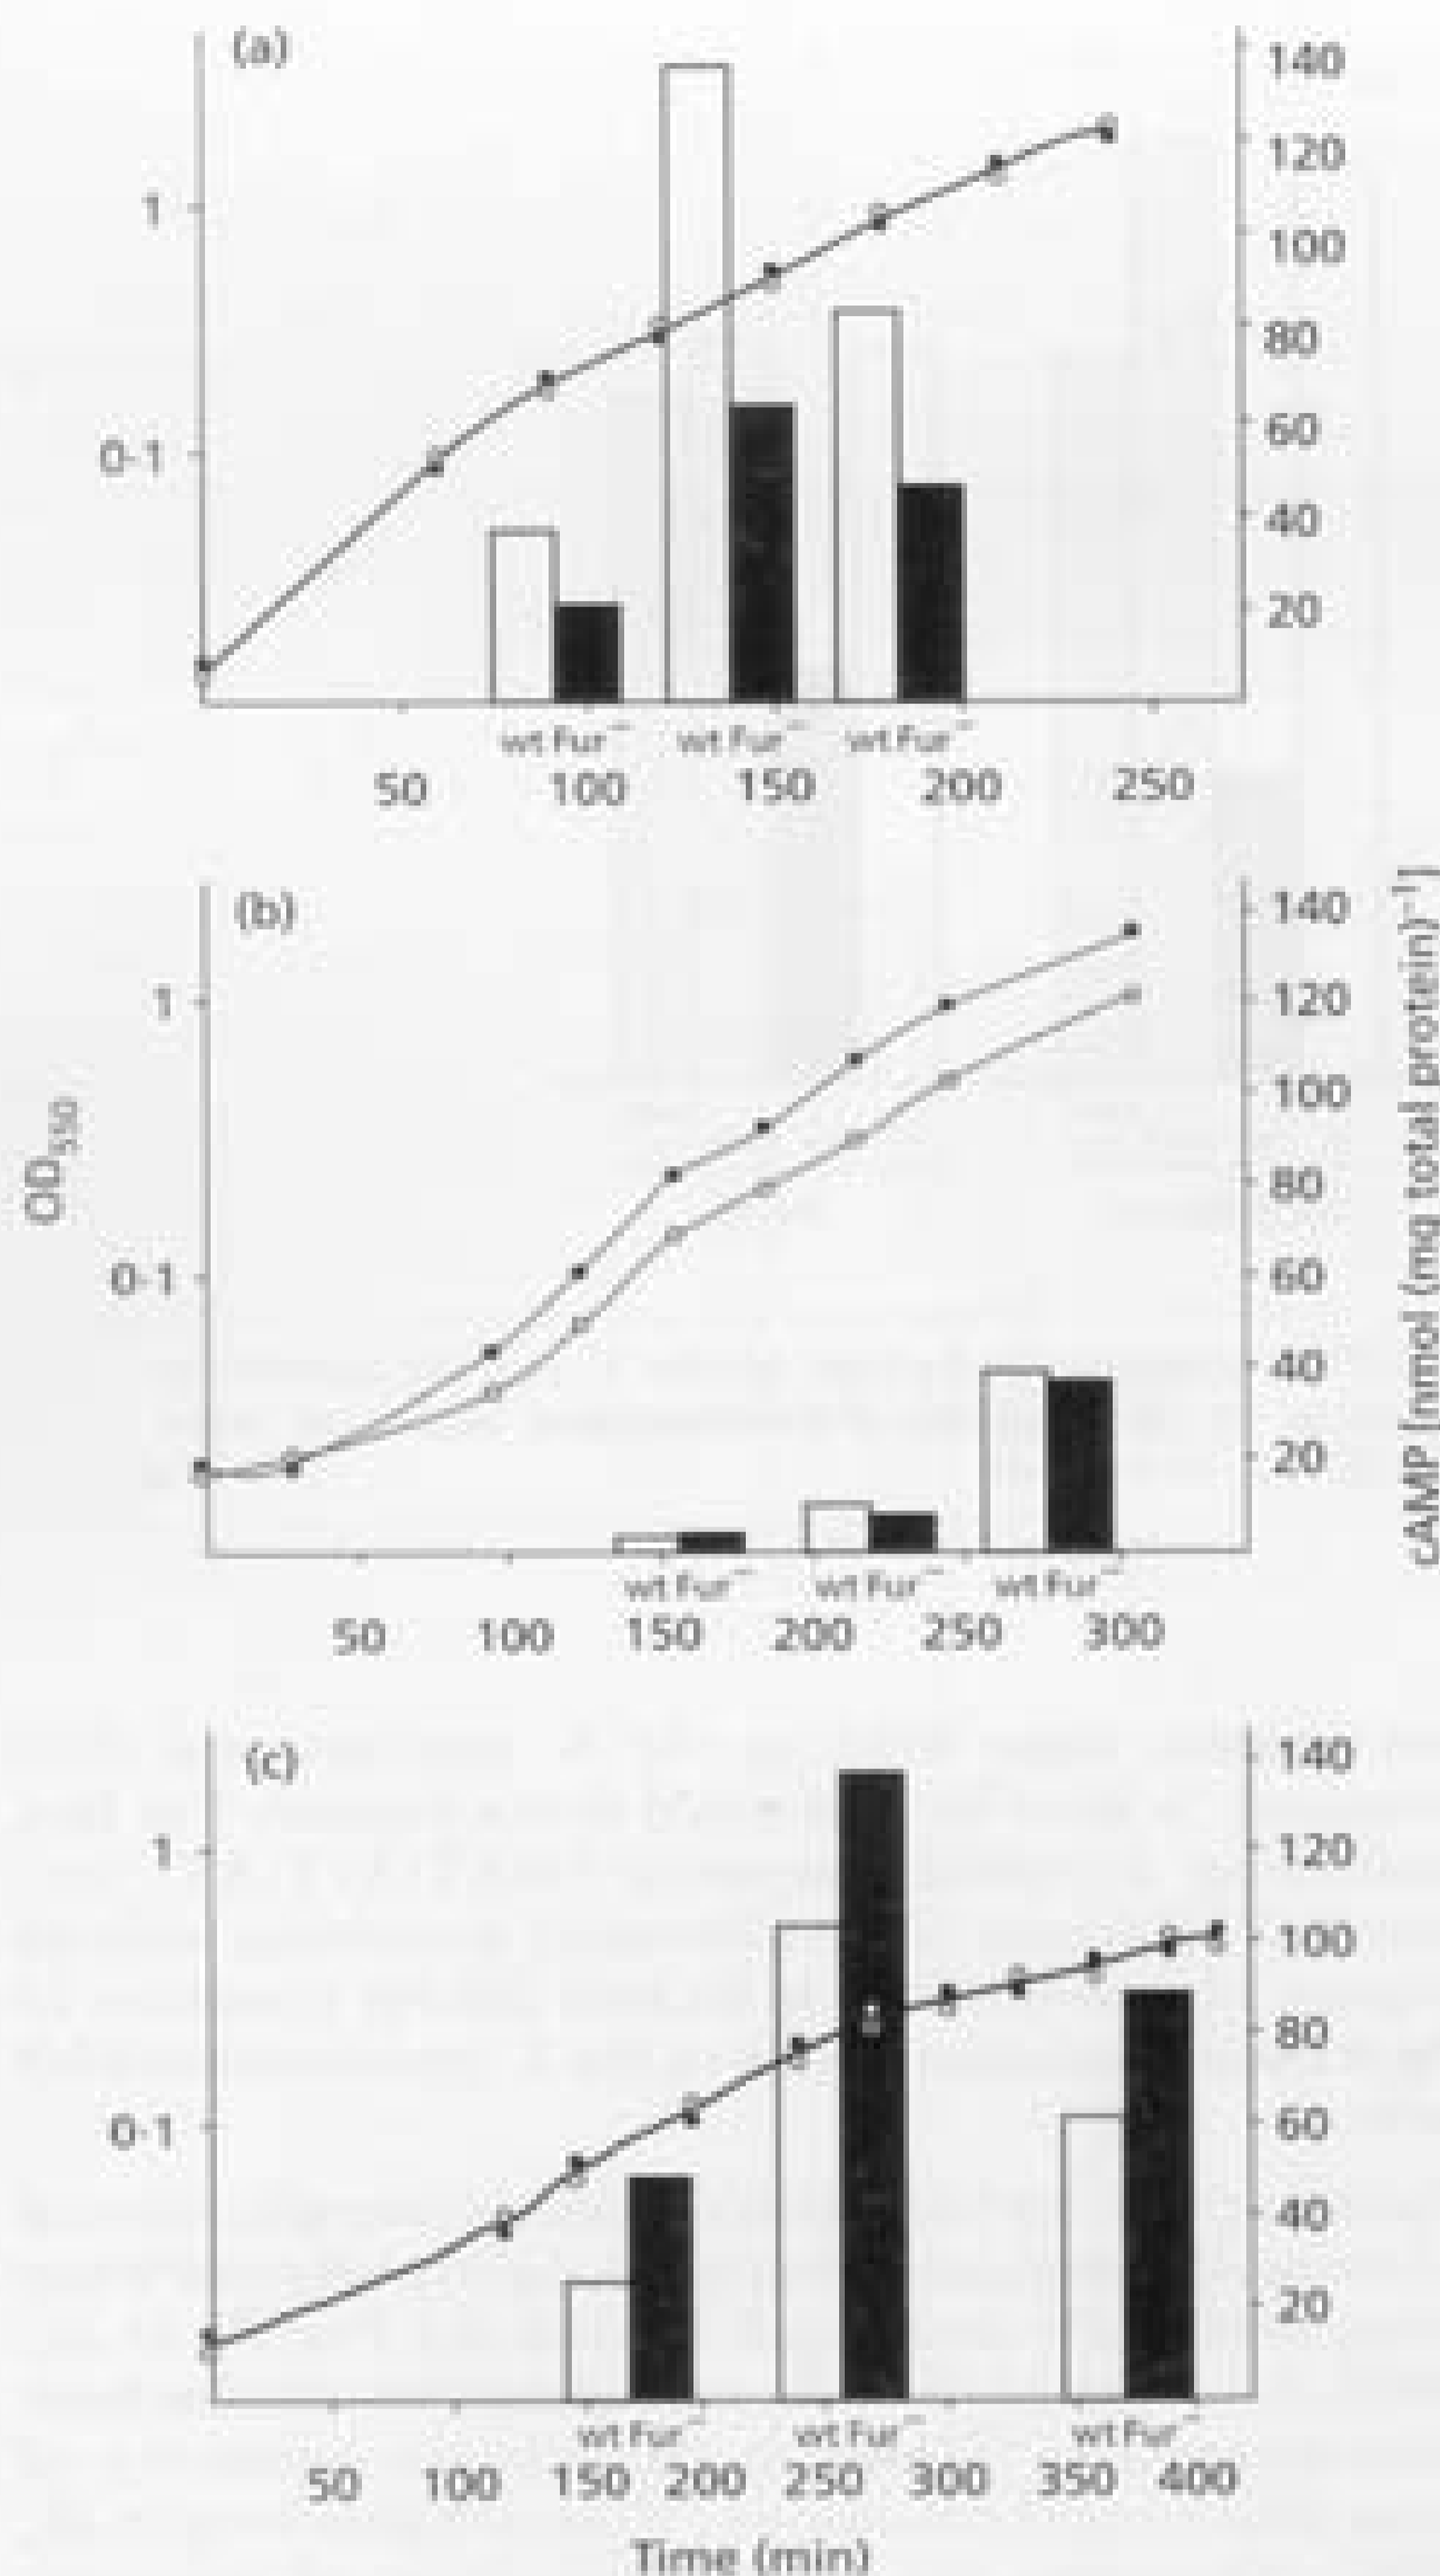 (a)
140
120
1
100
80
0·1
60
40
20
wt Fur⁻ wt Fur⁻ wt Fur⁻
50 100 150 200 250
(b)
140
1
120
100
80
0·1
60
40
20
wt Fur⁻ wt Fur⁻ wt Fur⁻
50 100 150 200 250 300
OD₅₅₀
cAMP [nmol (mg total protein)⁻¹]
(c)
140
1
120
100
80
0·1
60
40
20
wt Fur⁻ wt Fur⁻ wt Fur⁻
50 100 150 200 250 300 350 400
Time (min)